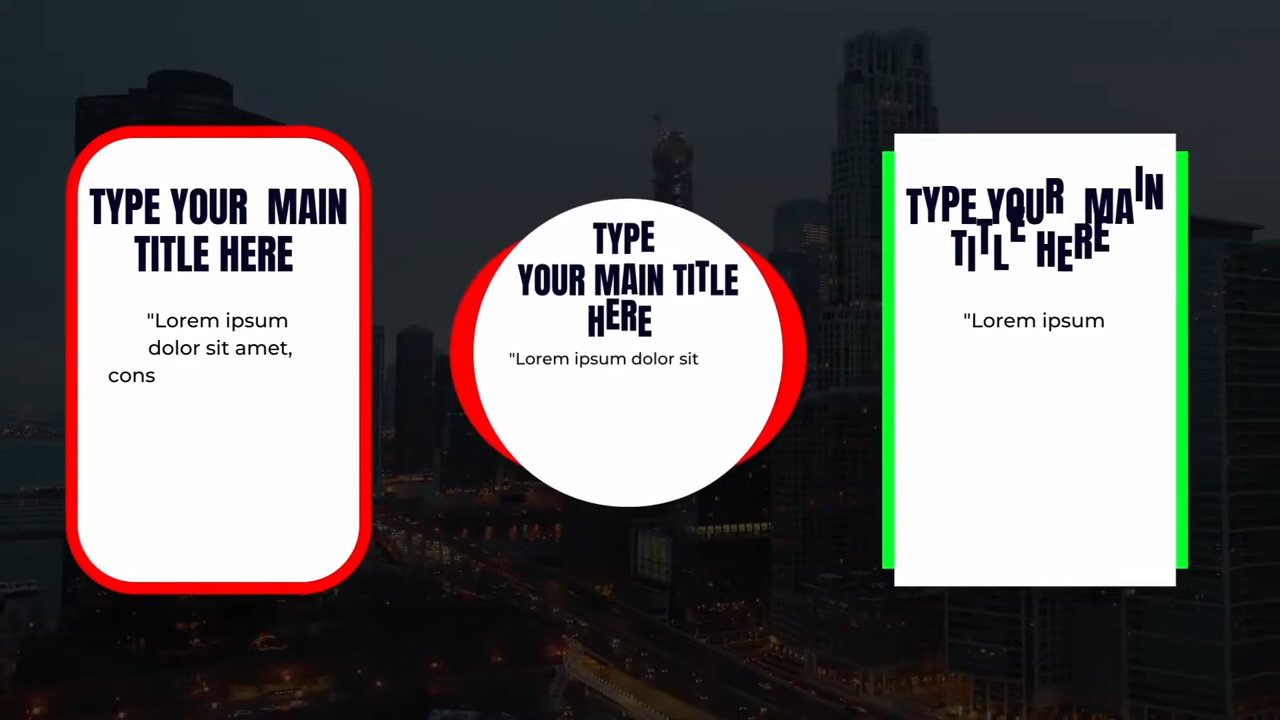 TYPE YOUR MAIN
TITLE HERE
"Lorem ipsum
dolor sit amet,
cons
TYPE
YOUR MAIN TITLE
HERE
"Lorem ipsum dolor sit
TYPE YOUR MAIN
TITLE HERE
"Lorem ipsum